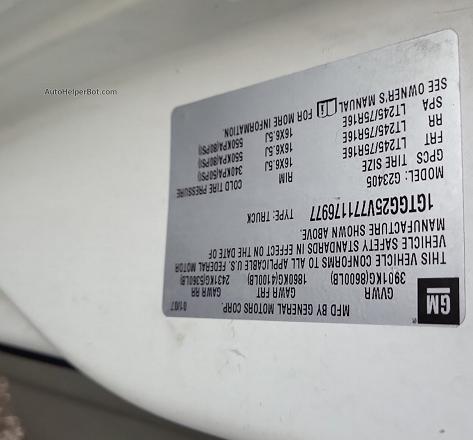 AutoHelperBot.com
GM
MFD BY GENERAL MOTORS CORP. 01/07
GVWR GAWR FRT GAWR RR
3901KG(8600LB) 1860KG(4100LB) 2431KG(5360LB)
THIS VEHICLE CONFORMS TO ALL APPLICABLE U.S. FEDERAL MOTOR
VEHICLE SAFETY STANDARDS IN EFFECT ON THE DATE OF
MANUFACTURE SHOWN ABOVE.
1GTGG25V771176977 TYPE: TRUCK
MODEL: G23405
GPCS TIRE SIZE RIM COLD TIRE PRESSURE
FRT LT245/75R16E 16X6.5J 340KPA(50PSI)
RR LT245/75R16E 16X6.5J 550KPA(80PSI)
SPA LT245/75R16E 16X6.5J 550KPA(80PSI)
SEE OWNER'S MANUAL FOR MORE INFORMATION.